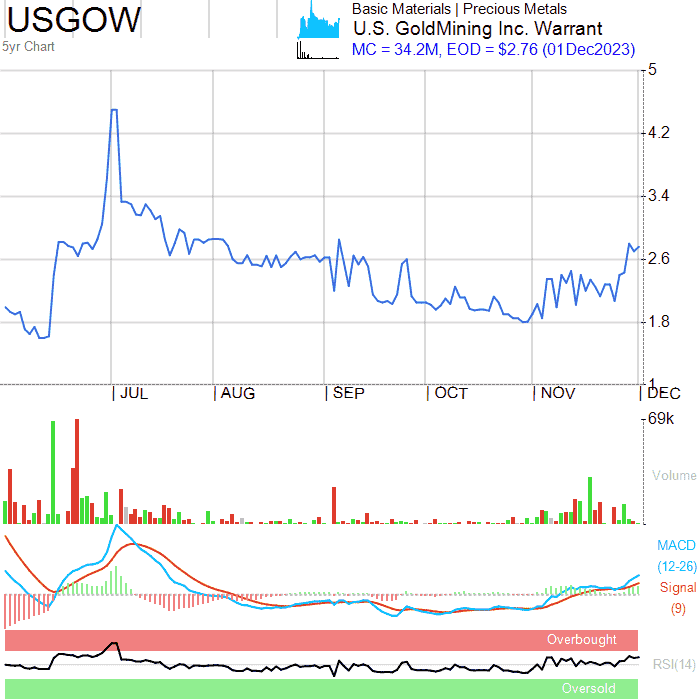 USGOW
5yr Chart
Basic Materials | Precious Metals
U.S. GoldMining Inc. Warrant
MC = 34.2M, EOD = $2.76 (01Dec2023)
5
4.2
3.4
2.6
1.8
1
JUL AUG SEP OCT NOV DEC
69k
Volume
MACD
(12-26)
Signal
(9)
Overbought
RSI(14)
Oversold